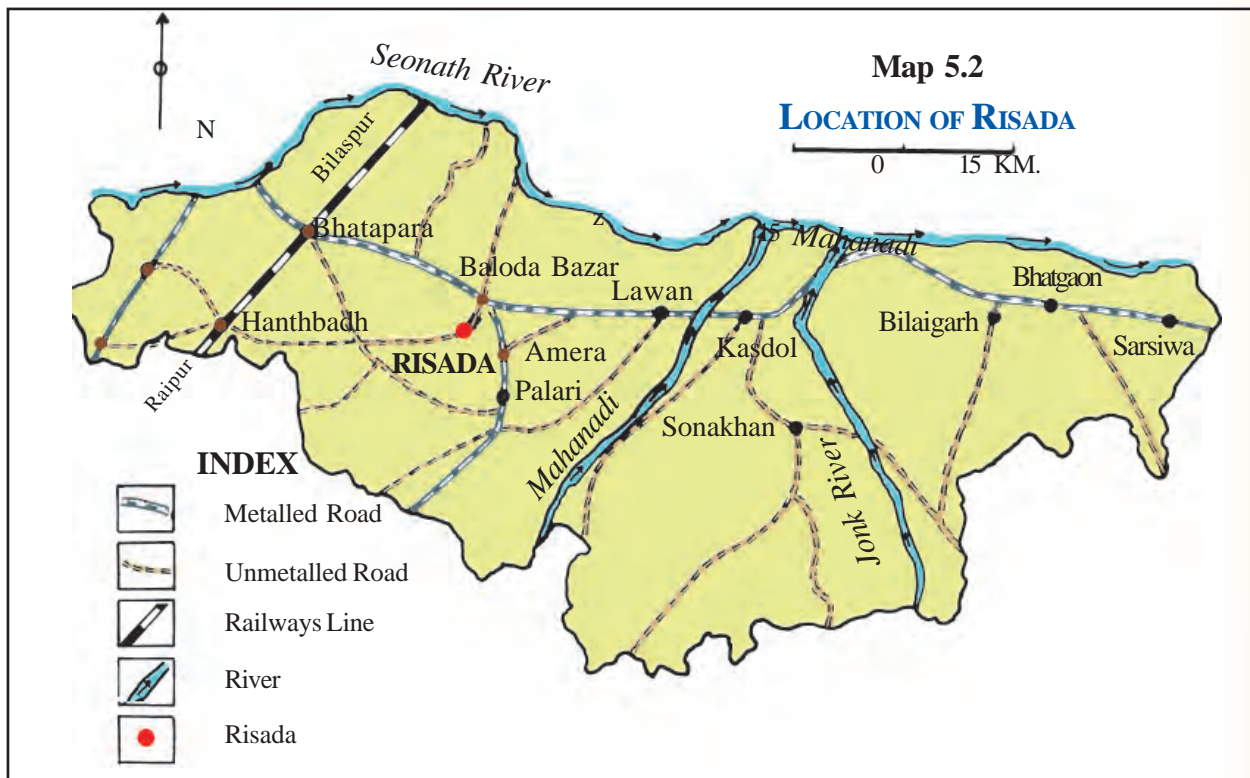 Seonath River
Map 5.2
LOCATION OF RISADA
0 15 KM.
N
Bilaspur
Bhatapara
z
15 Mahanadi
Baloda Bazar
Lawan
Bhatgaon
Hanthbadh
Bilaigarh
RISADA
Amera
Kasdol
Sarsiwa
Raipur
Palari
Mahanadi
Sonakhan
Jonk River
INDEX
Metalled Road
Unmetalled Road
Railways Line
River
Risada